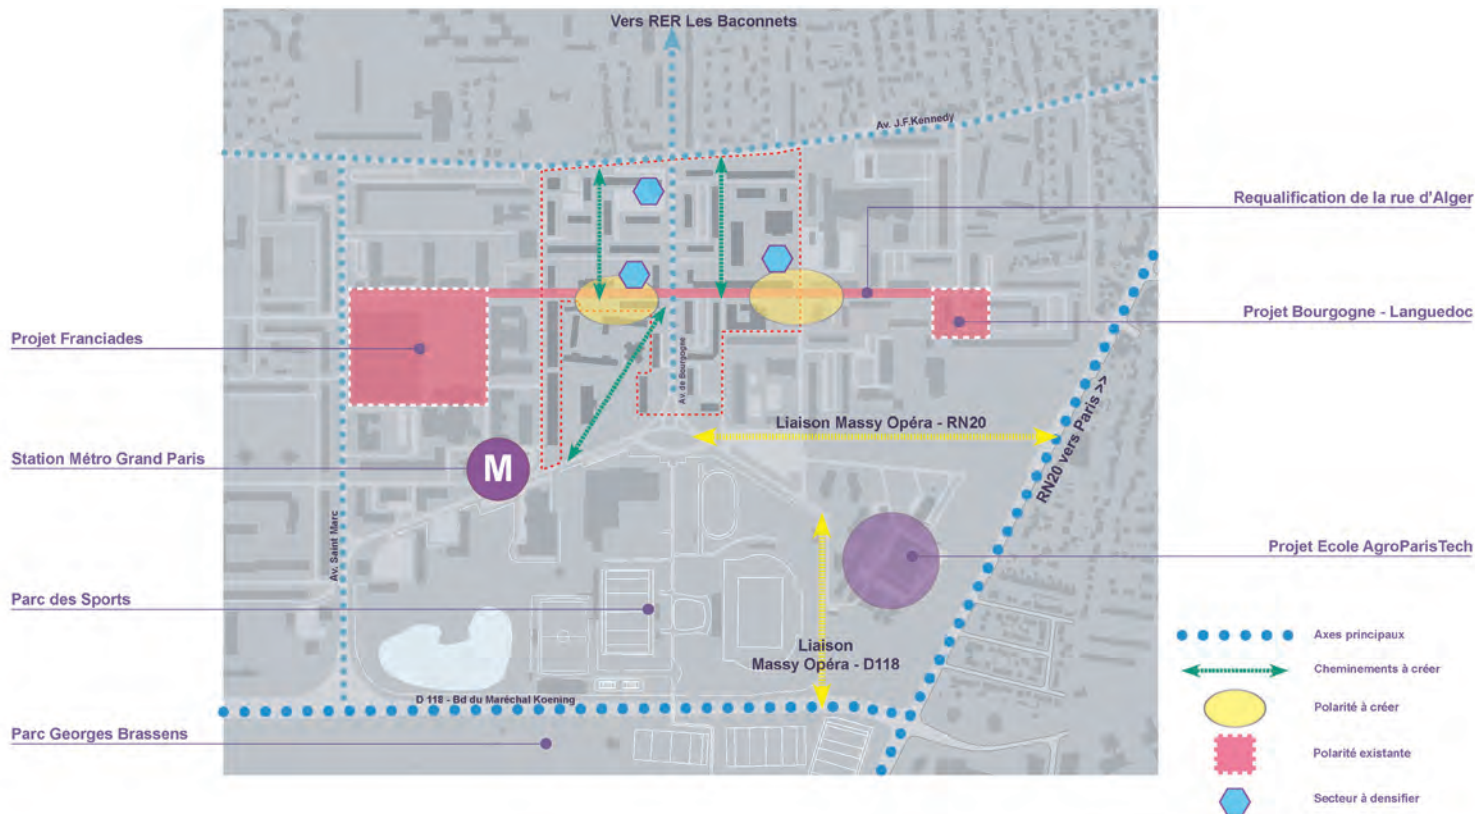 Vers RER Les Baconnets
Av. J.F.Kennedy
Requalification de la rue d'Alger
Projet Bourgogne - Languedoc
Projet Franciades
Av. de Bourgogne
Liaison Massy Opéra - RN20
RN20 vers Paris >>
Station Métro Grand Paris
M
Av. Saint Marc
Projet Ecole AgroParisTech
Parc des Sports
Liaison
Massy Opéra - D118
D 118 - Bd du Maréchal Koening
Parc Georges Brassens
Axes principaux
Cheminements à créer
Polarité à créer
Polarité existante
Secteur à densifier